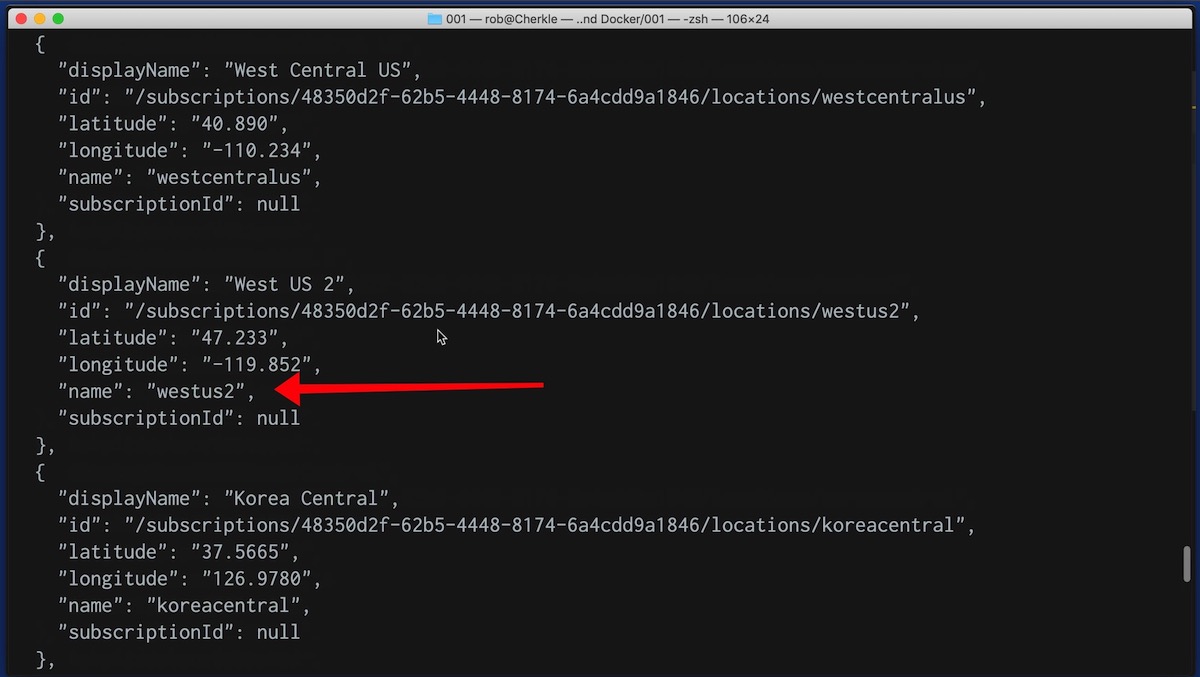 001 — rob@Cherkle — ..nd Docker/001 — -zsh — 106×24
{
"displayName": "West Central US",
"id": "/subscriptions/48350d2f-62b5-4448-8174-6a4cdd9a1846/locations/westcentralus",
"latitude": "40.890",
"longitude": "-110.234",
"name": "westcentralus",
"subscriptionId": null
},
{
"displayName": "West US 2",
"id": "/subscriptions/48350d2f-62b5-4448-8174-6a4cdd9a1846/locations/westus2",
"latitude": "47.233",
"longitude": "-119.852",
"name": "westus2",
"subscriptionId": null
},
{
"displayName": "Korea Central",
"id": "/subscriptions/48350d2f-62b5-4448-8174-6a4cdd9a1846/locations/koreacentral",
"latitude": "37.5665",
"longitude": "126.9780",
"name": "koreacentral",
"subscriptionId": null
},